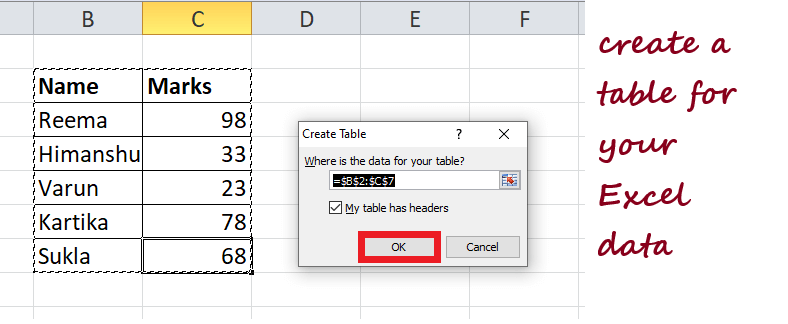 B C D E F
Name Marks
Reema 98
Himanshu 33
Varun 23
Kartika 78
Sukla 68
Create Table ?
Where is the data for your table?
=$B$2:$C$7
My table has headers
OK Cancel
create a
table for
your
Excel
data